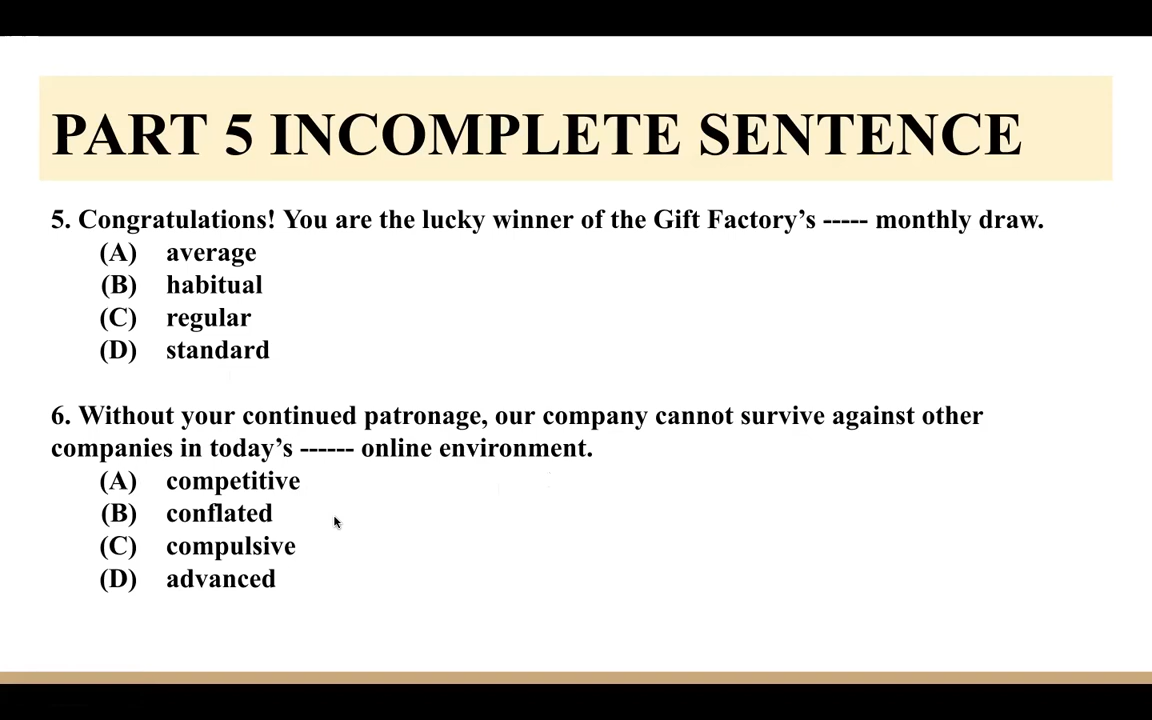 PART 5 INCOMPLETE SENTENCE
5. Congratulations! You are the lucky winner of the Gift Factory’s ----- monthly draw.
(A) average
(B) habitual
(C) regular
(D) standard
6. Without your continued patronage, our company cannot survive against other
companies in today’s ------ online environment.
(A) competitive
(B) conflated
(C) compulsive
(D) advanced